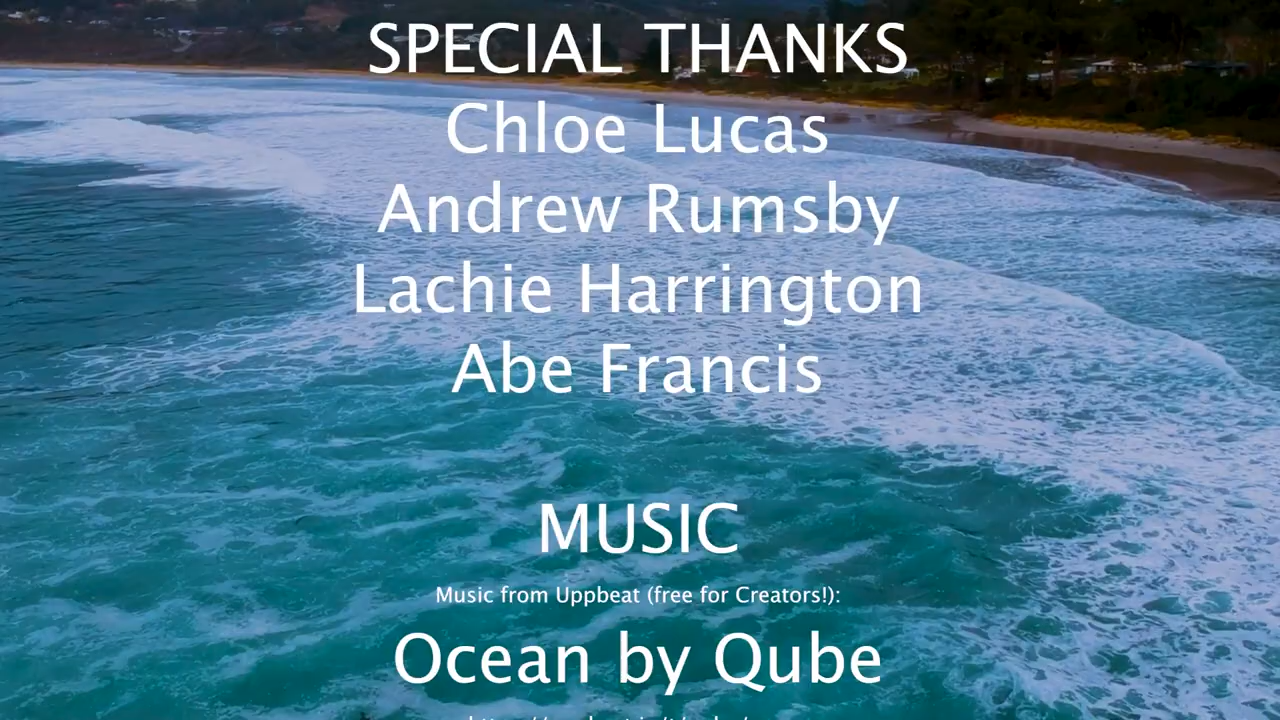 SPECIAL THANKS
Chloe Lucas
Andrew Rumsby
Lachie Harrington
Abe Francis
MUSIC
Music from Uppbeat (free for Creators!):
Ocean by Qube